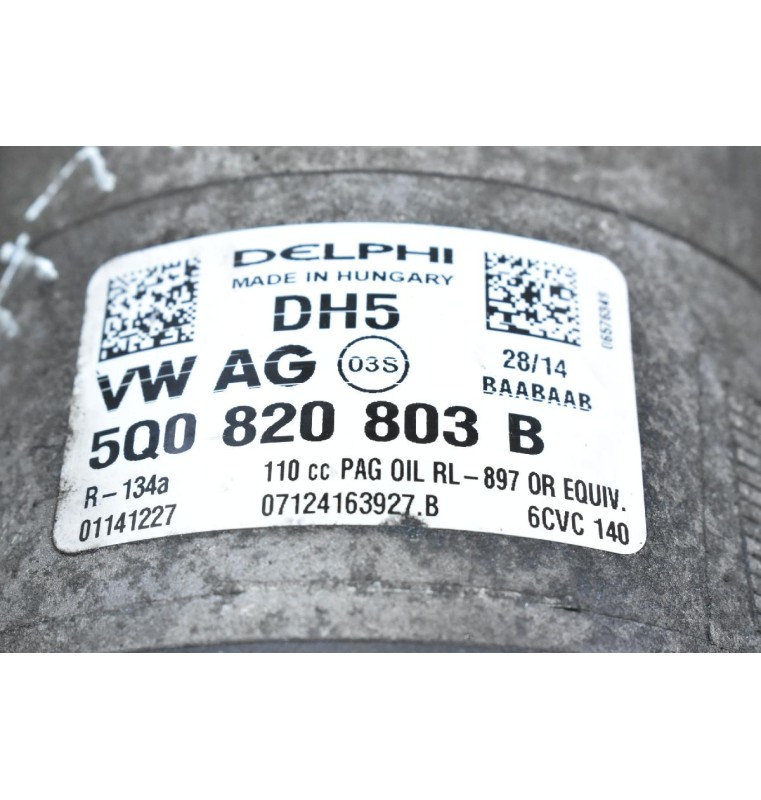 DELPHI
MADE IN HUNGARY
DH5
VW AG 03S
28/14
BAABAAB
5Q0 820 803 B
R-134a
110 cc PAG OIL RL-897 OR EQUIV.
01141227
07124163927.B
6CVC 140